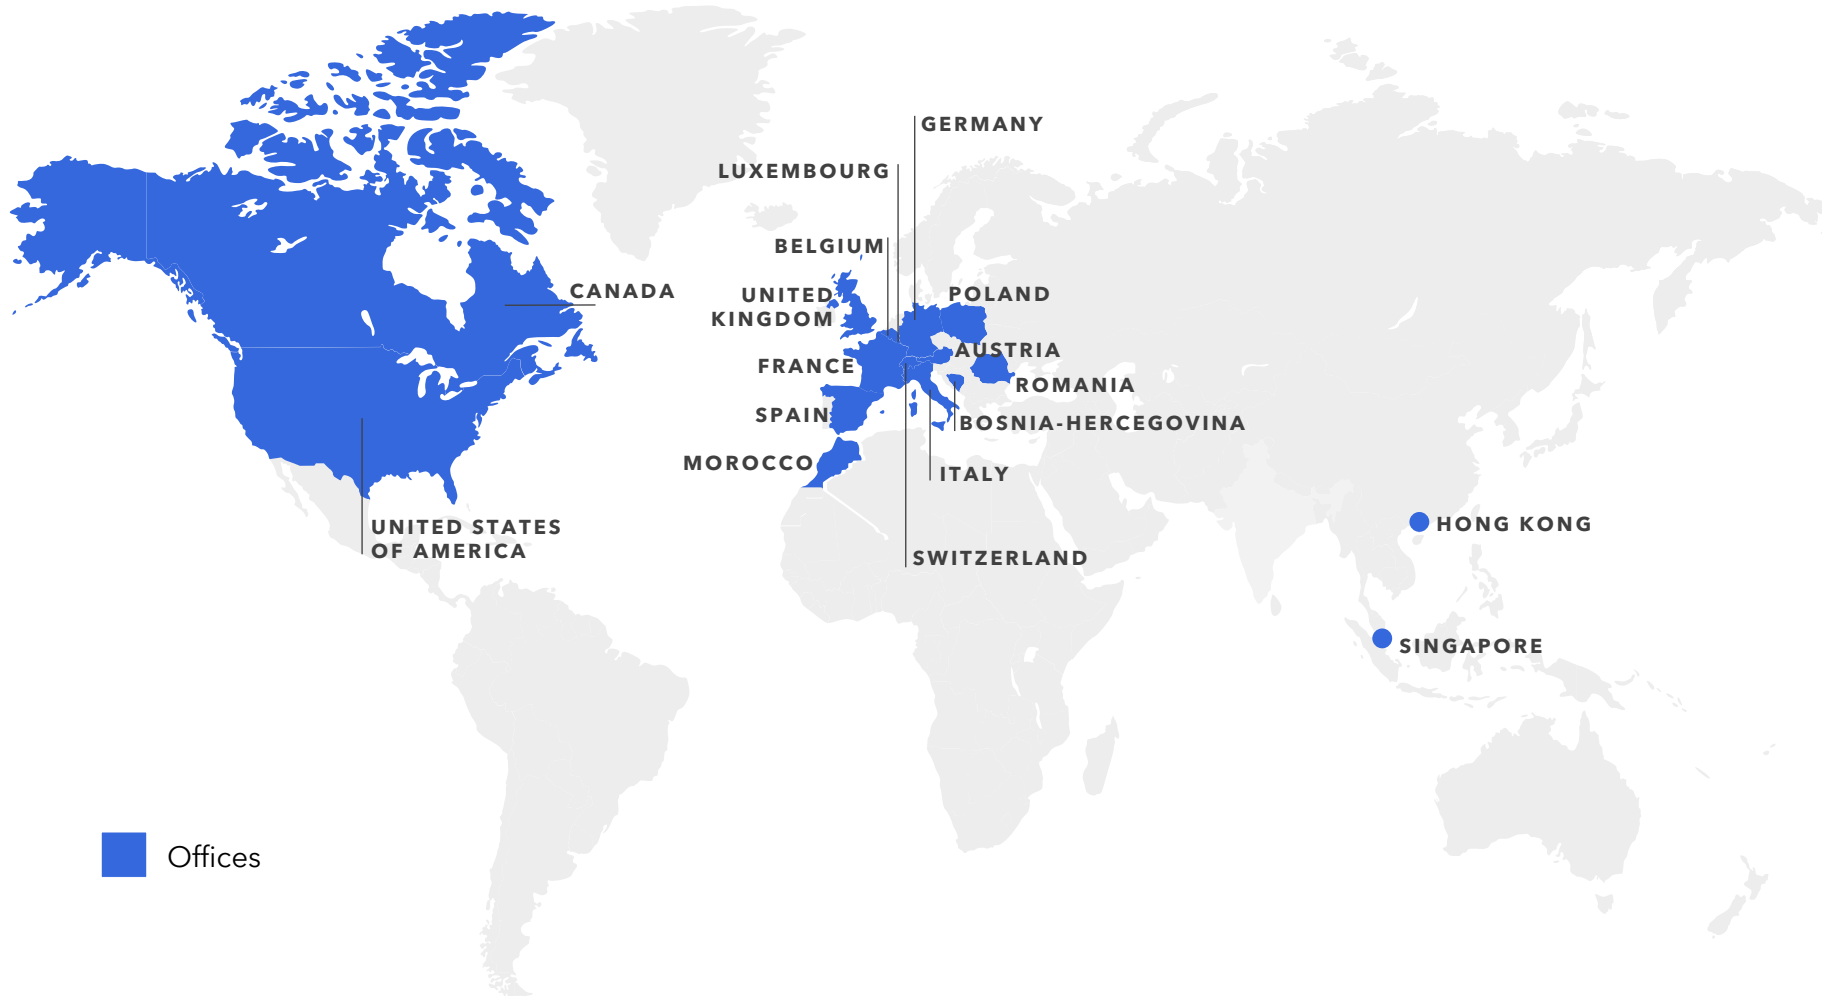 GERMANY
LUXEMBOURG
BELGIUM
CANADA
UNITED
KINGDOM
POLAND
AUSTRIA
FRANCE
ROMANIA
SPAIN
BOSNIA-HERCEGOVINA
MOROCCO
ITALY
UNITED STATES
OF AMERICA
HONG KONG
SWITZERLAND
SINGAPORE
Offices